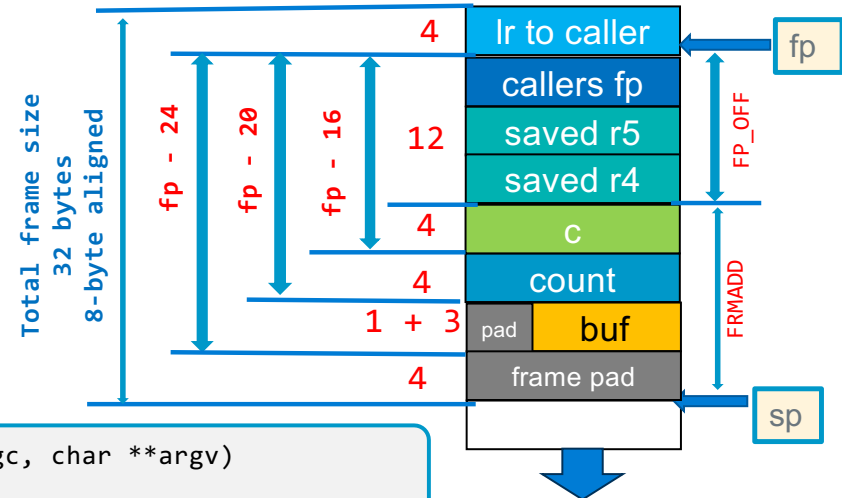 Total frame size
32 bytes
8-byte aligned
fp - 24
fp - 20
fp - 16
4
12
4
4
1 + 3
4
lr to caller
callers fp
saved r5
saved r4
c
count
pad
buf
frame pad
fp
FP_OFF
FRMADD
sp
gc, char **argv)